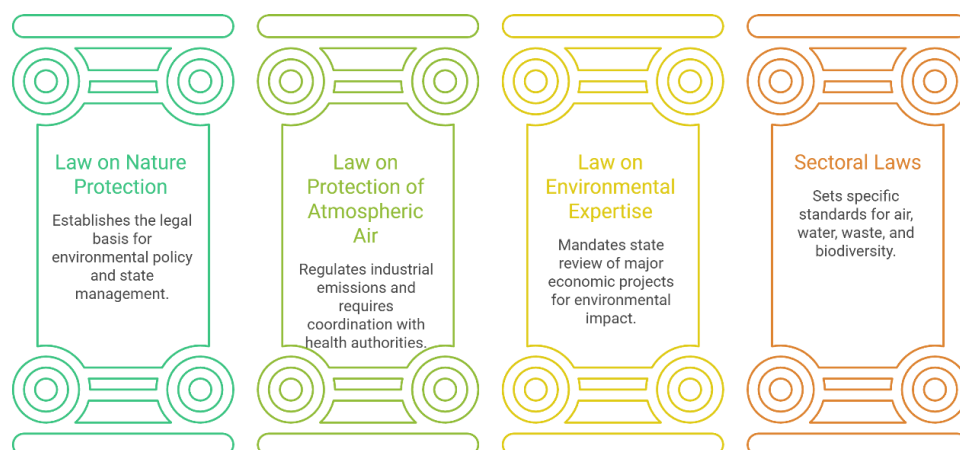 Law on Nature
Protection
Establishes the legal
basis for
environmental policy
and state
management.
Law on
Protection of
Atmospheric
Air
Regulates industrial
emissions and
requires
coordination with
health authorities.
Law on
Environmental
Expertise
Mandates state
review of major
economic projects
for environmental
impact.
Sectoral Laws
Sets specific
standards for air,
water, waste, and
biodiversity.